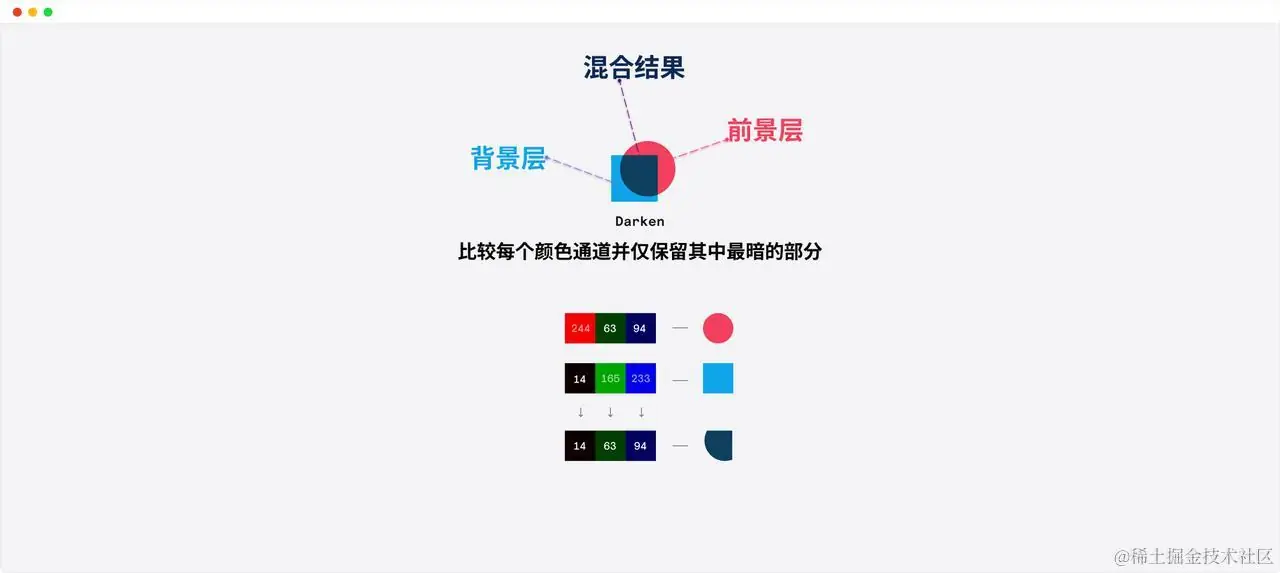 混合结果
前景层
背景层
Darken
比较每个颜色通道并仅保留其中最暗的部分
244 63 94
14 165 233
↓ ↓ ↓
14 63 94
@稀土掘金技术社区